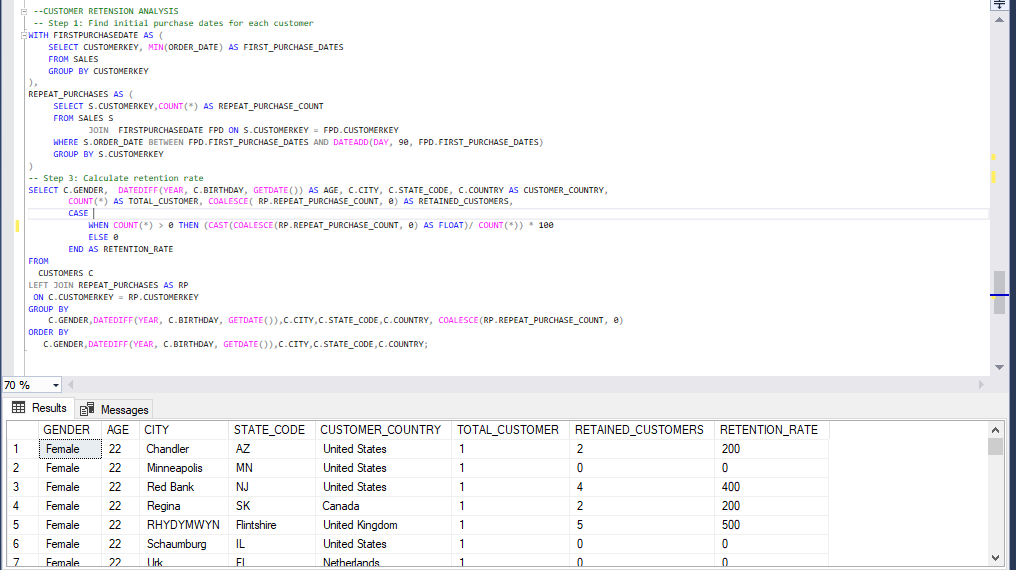 --CUSTOMER RETENSION ANALYSIS
-- Step 1: Find initial purchase dates for each customer
WITH FIRSTPURCHASEDATE AS (
SELECT CUSTOMERKEY, MIN(ORDER_DATE) AS FIRST_PURCHASE_DATES
FROM SALES
GROUP BY CUSTOMERKEY
),
REPEAT_PURCHASES AS (
SELECT S.CUSTOMERKEY,COUNT(*) AS REPEAT_PURCHASE_COUNT
FROM SALES S
JOIN FIRSTPURCHASEDATE FPD ON S.CUSTOMERKEY = FPD.CUSTOMERKEY
WHERE S.ORDER_DATE BETWEEN FPD.FIRST_PURCHASE_DATES AND DATEADD(DAY, 90, FPD.FIRST_PURCHASE_DATES)
GROUP BY S.CUSTOMERKEY
)
-- Step 3: Calculate retention rate
SELECT C.GENDER, DATEDIFF(YEAR, C.BIRTHDAY, GETDATE()) AS AGE, C.CITY, C.STATE_CODE, C.COUNTRY AS CUSTOMER_COUNTRY,
COUNT(*) AS TOTAL_CUSTOMER, COALESCE( RP.REPEAT_PURCHASE_COUNT, 0) AS RETAINED_CUSTOMERS,
CASE
WHEN COUNT(*) > 0 THEN (CAST(COALESCE(RP.REPEAT_PURCHASE_COUNT, 0) AS FLOAT)/ COUNT(*)) * 100
ELSE 0
END AS RETENTION_RATE
FROM
CUSTOMERS C
LEFT JOIN REPEAT_PURCHASES AS RP
ON C.CUSTOMERKEY = RP.CUSTOMERKEY
GROUP BY
C.GENDER,DATEDIFF(YEAR, C.BIRTHDAY, GETDATE()),C.CITY,C.STATE_CODE,C.COUNTRY, COALESCE(RP.REPEAT_PURCHASE_COUNT, 0)
ORDER BY
C.GENDER,DATEDIFF(YEAR, C.BIRTHDAY, GETDATE()),C.CITY,C.STATE_CODE,C.COUNTRY;
70 %
Results Messages
GENDER AGE CITY STATE_CODE CUSTOMER_COUNTRY TOTAL_CUSTOMER RETAINED_CUSTOMERS RETENTION_RATE
1 Female 22 Chandler AZ United States 1 2 200
2 Female 22 Minneapolis MN United States 1 0 0
3 Female 22 Red Bank NJ United States 1 4 400
4 Female 22 Regina SK Canada 1 2 200
5 Female 22 RHYDYMWYN Flintshire United Kingdom 1 5 500
6 Female 22 Schaumburg IL United States 1 0 0
7 Female 22 Urk FL Netherlands 1 0 0